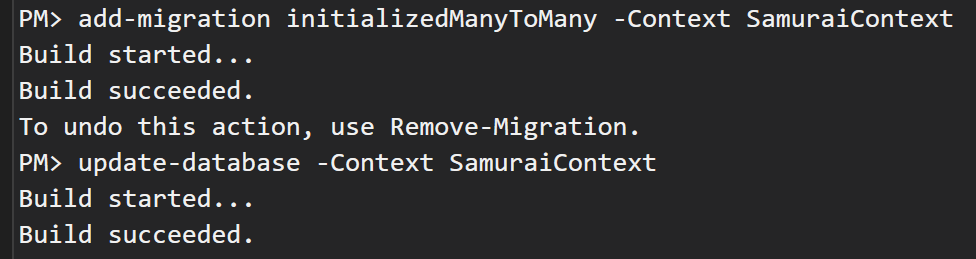 PM> add-migration initializedManyToMany -Context SamuraiContext
Build started...
Build succeeded.
To undo this action, use Remove-Migration.
PM> update-database -Context SamuraiContext
Build started...
Build succeeded.